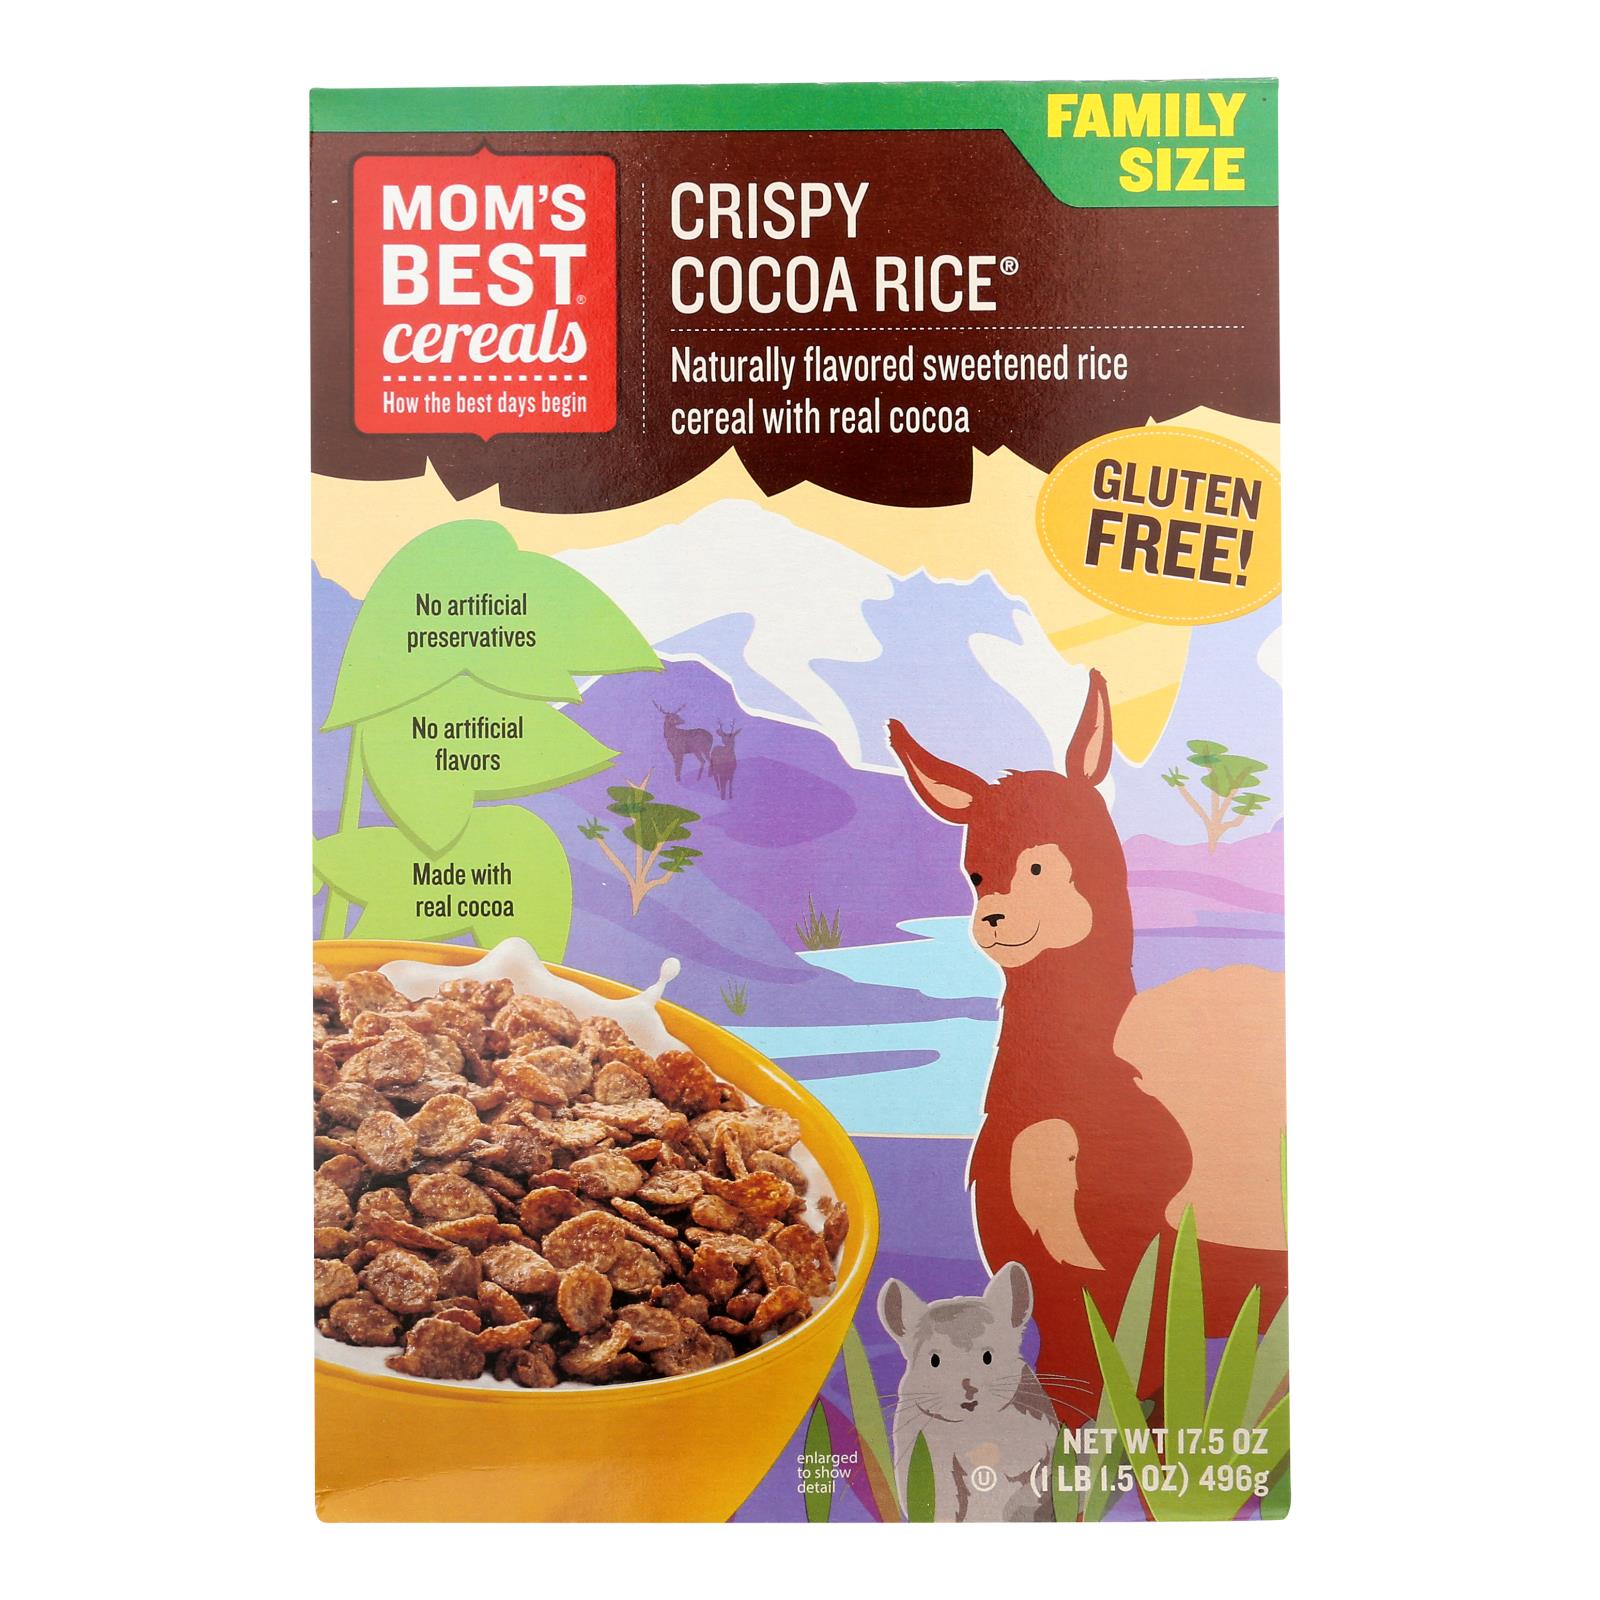 FAMILY
SIZE
MOM'S
BEST®
cereals
How the best days begin
CRISPY
COCOA RICE®
Naturally flavored sweetened rice
cereal with real cocoa
GLUTEN
FREE!
No artificial
preservatives
No artificial
flavors
Made with
real cocoa
enlarged
to show
detail
U
NET WT 17.5 OZ
(1 LB 1.5 OZ) 496g